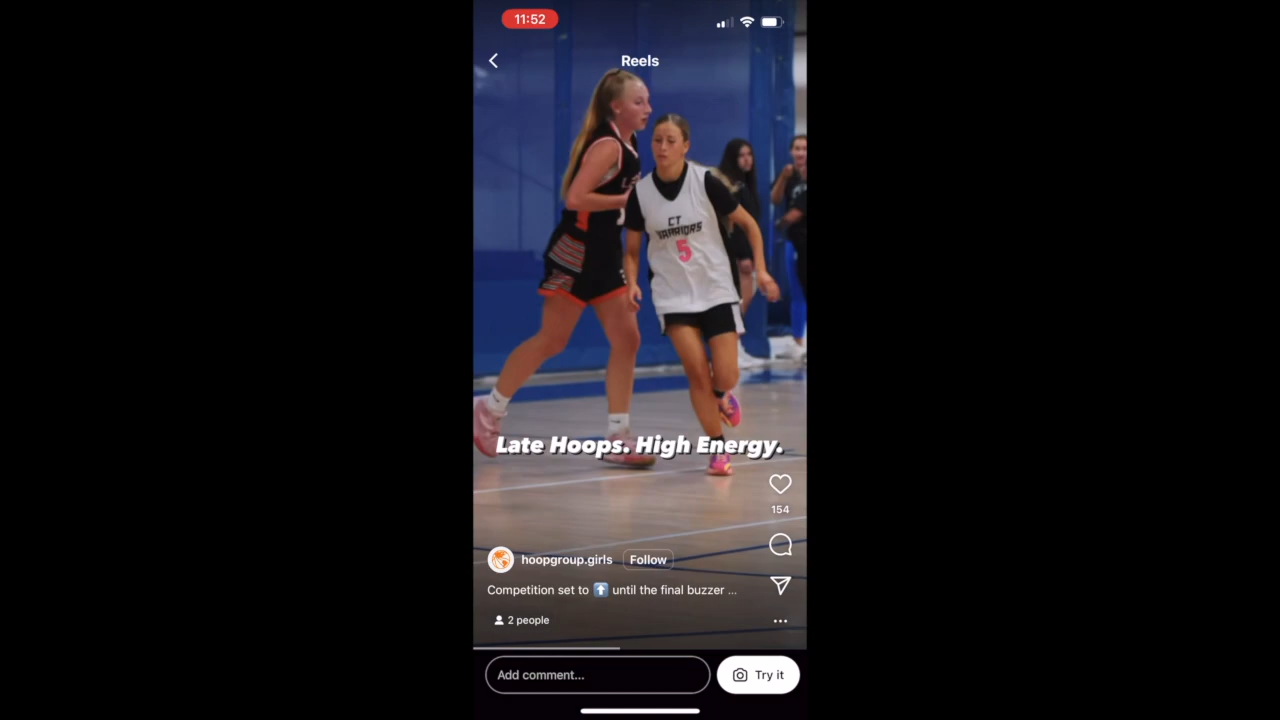 11:52
Reels
CT
WARRIORS
5
Late Hoops. High Energy.
154
hoopgroup.girls
Follow
Competition set to ⬆️ until the final buzzer ...
2 people
Add comment...
Try it